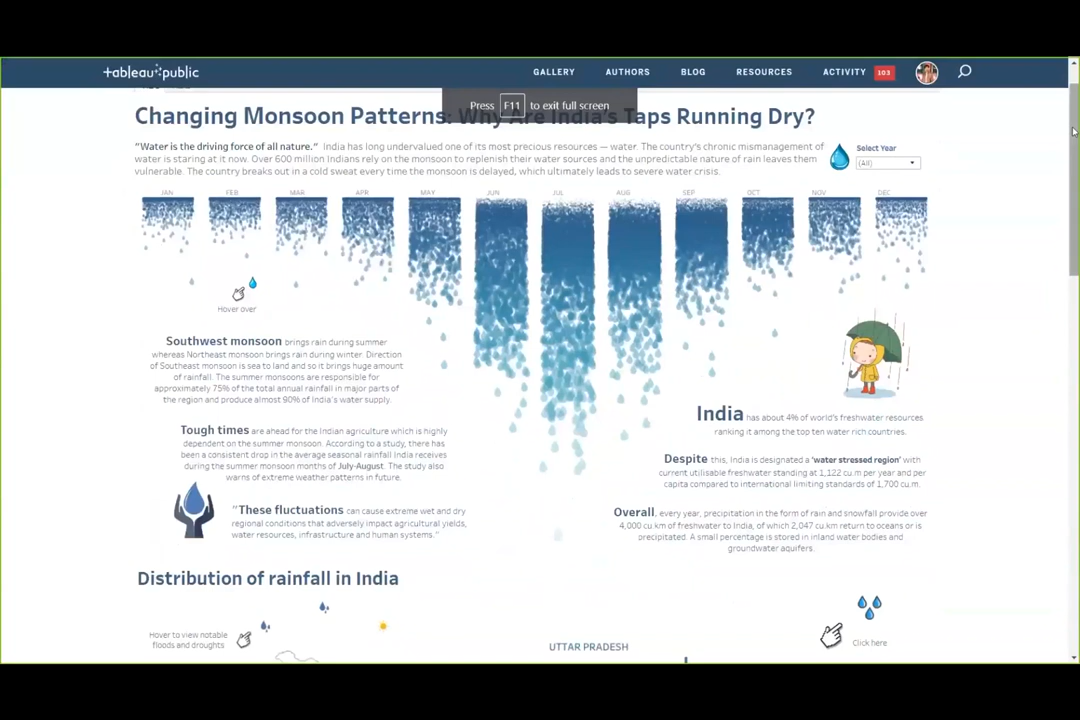 +ableau public
GALLERY AUTHORS BLOG RESOURCES ACTIVITY 103
Press F11 to exit full screen
Changing Monsoon Patterns: Why Are India's Taps Running Dry?
"Water is the driving force of all nature." India has long undervalued one of its most precious resources — water. The country's chronic mismanagement of
water is staring at it now. Over 600 million Indians rely on the monsoon to replenish their water sources and the unpredictable nature of rain leaves them
vulnerable. The country breaks out in a cold sweat every time the monsoon is delayed, which ultimately leads to severe water crisis.
Select Year
(All)
JAN FEB MAR APR MAY JUN JUL AUG SEP OCT NOV DEC
Hover over
Southwest monsoon brings rain during summer
whereas Northeast monsoon brings rain during winter. Direction
of Southeast monsoon is sea to land and so it brings huge amount
of rainfall. The summer monsoons are responsible for
approximately 75% of the total annual rainfall in major parts of
the region and produce almost 90% of India's water supply.
Tough times are ahead for the Indian agriculture which is highly
dependent on the summer monsoon. According to a study, there has
been a consistent drop in the average seasonal rainfall India receives
during the summer monsoon months of July-August. The study also
warns of extreme weather patterns in future.
"These fluctuations can cause extreme wet and dry
regional conditions that adversely impact agricultural yields,
water resources, infrastructure and human systems."
India has about 4% of world's freshwater resources
ranking it among the top ten water rich countries.
Despite this, India is designated a 'water stressed region' with
current utilisable freshwater standing at 1,122 cu.m per year and per
capita compared to international limiting standards of 1,700 cu.m.
Overall, every year, precipitation in the form of rain and snowfall provide over
4,000 cu.km of freshwater to India, of which 2,047 cu.km return to oceans or is
precipitated. A small percentage is stored in inland water bodies and
groundwater aquifers.
Distribution of rainfall in India
Hover to view notable
floods and droughts
UTTAR PRADESH
Click here